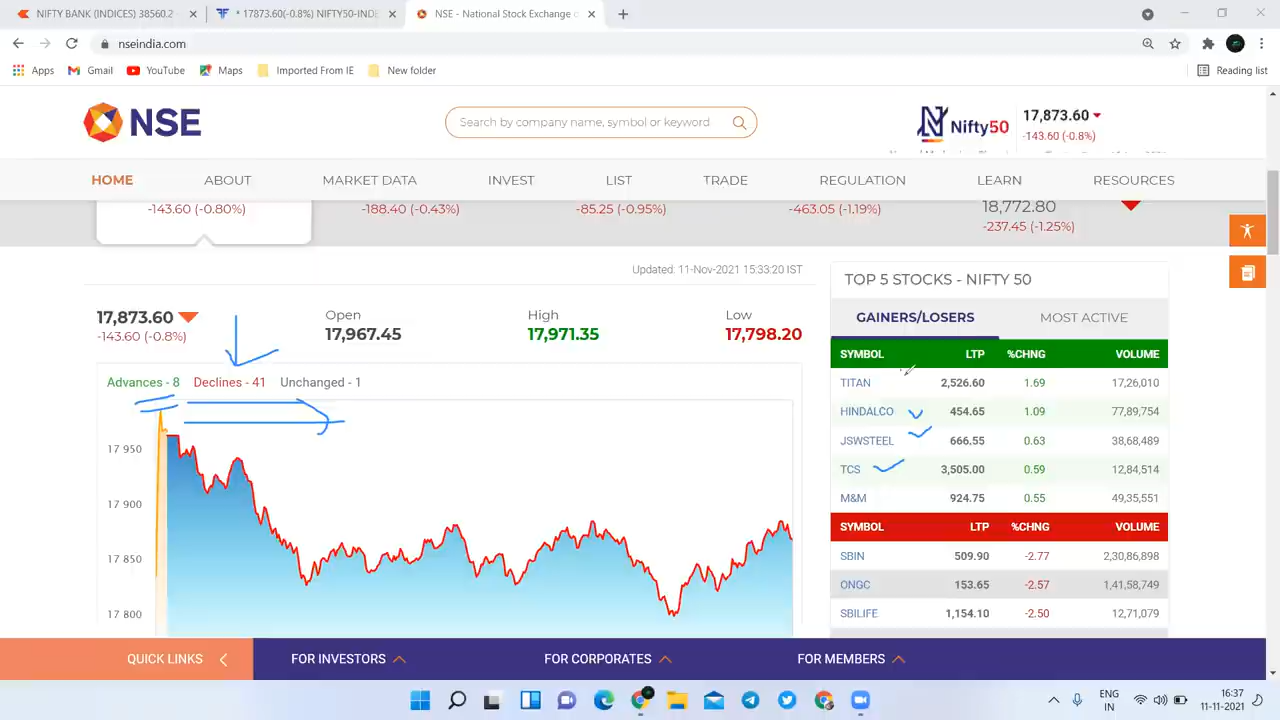 NIFTY BANK (INDICES) 38560.2 -
* 17873.60(-0.8%) NIFTY50-INDE
NSE - National Stock Exchange o
nseindia.com
Apps
Gmail
YouTube
Maps
Imported From IE
New folder
Reading list
NSE
Search by company name, symbol or keyword
Nifty50
17,873.60
-143.60 (-0.8%)
HOME ABOUT MARKET DATA INVEST LIST TRADE REGULATION LEARN RESOURCES
-143.60 (-0.80%)
-188.40 (-0.43%)
-85.25 (-0.95%)
-463.05 (-1.19%)
18,772.80
-237.45 (-1.25%)
Updated: 11-Nov-2021 15:33:20 IST
17,873.60
-143.60 (-0.8%)
Open
17,967.45
High
17,971.35
Low
17,798.20
Advances - 8 Declines - 41 Unchanged - 1
17 950
17 900
17 850
17 800
TOP 5 STOCKS - NIFTY 50
GAINERS/LOSERS MOST ACTIVE
SYMBOL LTP %CHNG VOLUME
TITAN 2,526.60 1.69 17,26,010
HINDALCO 454.65 1.09 77,89,754
JSWSTEEL 666.55 0.63 38,68,489
TCS 3,505.00 0.59 12,84,514
M&M 924.75 0.55 49,35,551
SYMBOL LTP %CHNG VOLUME
SBIN 509.90 -2.77 2,30,86,898
ONGC 153.65 -2.57 1,41,58,749
SBILIFE 1,154.10 -2.50 12,71,079
QUICK LINKS
FOR INVESTORS
FOR CORPORATES
FOR MEMBERS
ENG
IN
16:37
11-11-2021